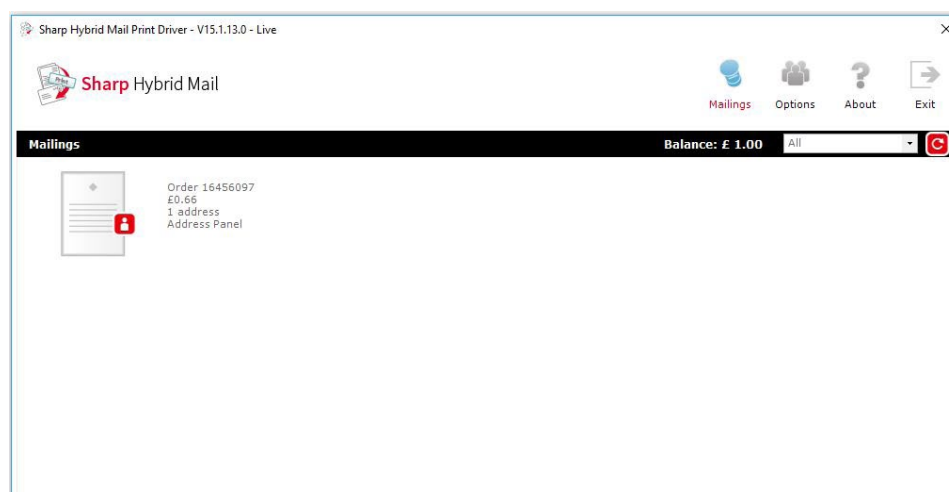 Sharp Hybrid Mail Print Driver - V15.1.13.0 - Live
Print
Sharp Hybrid Mail
Mailings
Options
About
Exit
Mailings
Balance: £ 1.00
All
Order 16456097
£0.66
1 address
Address Panel